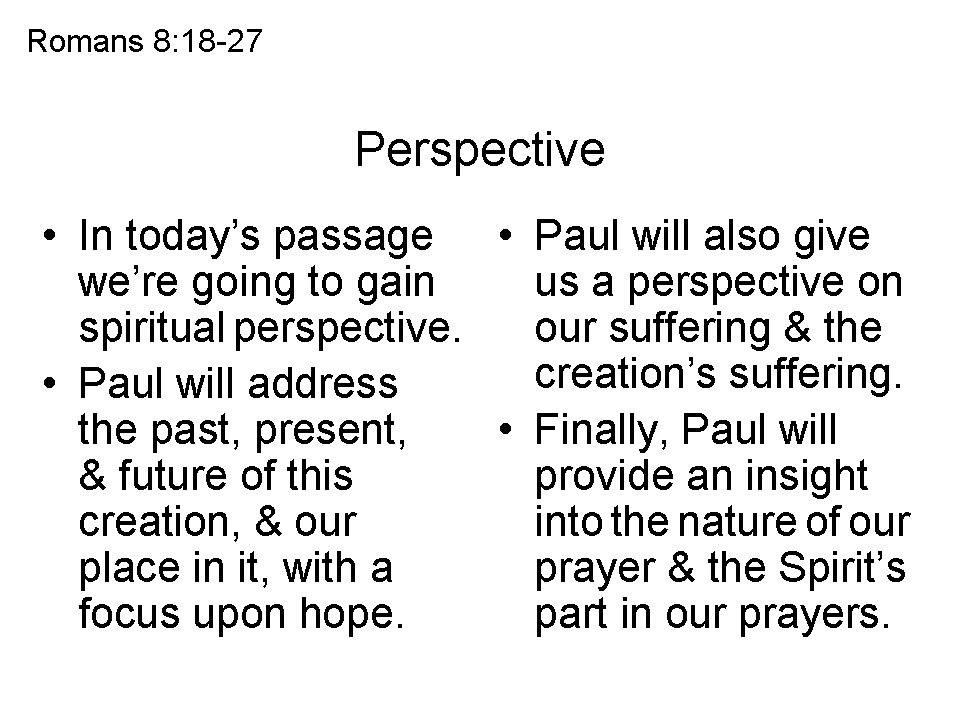 Romans 8:18-27
Perspective
• In today’s passage
we’re going to gain
spiritual perspective.
• Paul will address
the past, present,
& future of this
creation, & our
place in it, with a
focus upon hope.
• Paul will also give
us a perspective on
our suffering & the
creation’s suffering.
• Finally, Paul will
provide an insight
into the nature of our
prayer & the Spirit’s
part in our prayers.